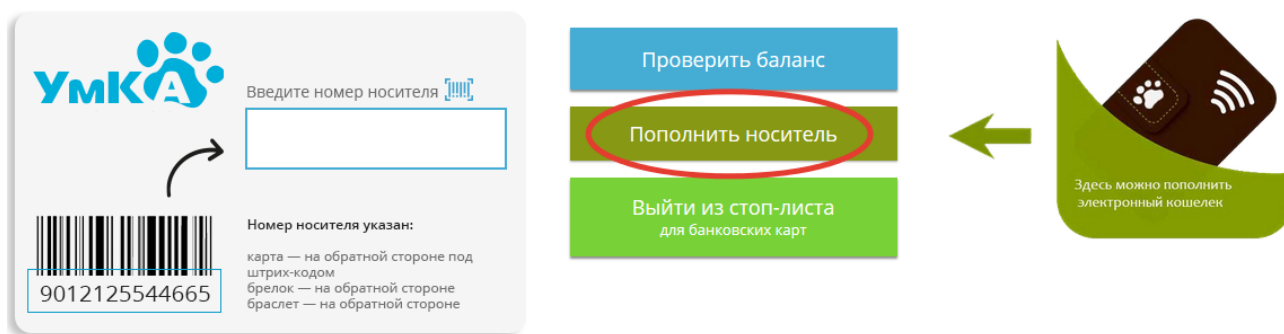 УмКА
Введите номер носителя
9012125544665
Номер носителя указан:
карта — на обратной стороне под
штрих-кодом
брелок — на обратной стороне
браслет — на обратной стороне
Проверить баланс
Пополнить носитель
Выйти из стоп-листа
для банковских карт
Здесь можно пополнить
электронный кошелек